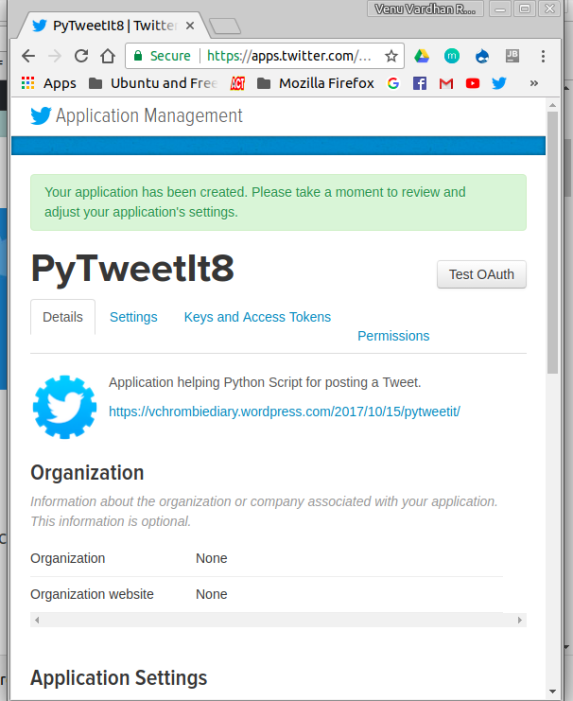 Venu Vardhan R...
PyTweetIt8 | Twitter
Secure | https://apps.twitter.com/...
Apps Ubuntu and Free ACT Mozilla Firefox
Application Management
Your application has been created. Please take a moment to review and
adjust your application's settings.
PyTweetIt8
Test OAuth
Details Settings Keys and Access Tokens
Permissions
Application helping Python Script for posting a Tweet.
https://vchrombiediary.wordpress.com/2017/10/15/pytweetit/
Organization
Information about the organization or company associated with your application.
This information is optional.
Organization None
Organization website None
Application Settings